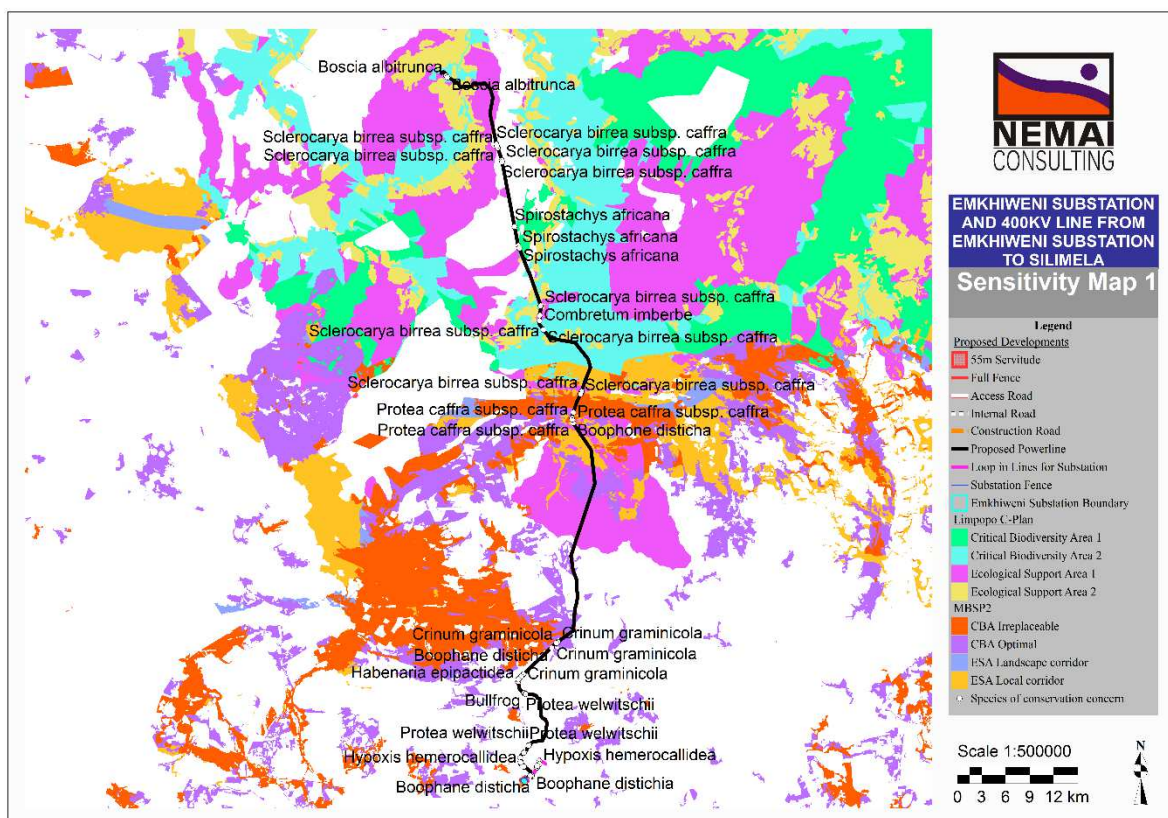 Boscia albitrunca
Boscia albitrunca
Sclerocarya birrea subsp. caffra
Sclerocarya birrea subsp. caffra
Sclerocarya birrea subsp. caffra
Sclerocarya birrea subsp. caffra
Sclerocarya birrea subsp. caffra
Spirostachys africana
Spirostachys africana
Spirostachys africana
Sclerocarya birrea subsp. caffra
Combretum imberbe
Sclerocarya birrea subsp. caffra
Sclerocarya birrea subsp. caffra
Sclerocarya birrea subsp. caffra
Sclerocarya birrea subsp. caffra
Protea caffra subsp. caffra
Protea caffra subsp. caffra
Protea caffra subsp. caffra
Boophone disticha
Crinum graminicola
Crinum graminicola
Boophane disticha
Crinum graminicola
Habenaria epipactidea
Crinum graminicola
Bullfrog
Protea welwitschii
Protea welwitschii
Protea welwitschii
Hypoxis hemerocallidea
Hypoxis hemerocallidea
Boophane disticha
Boophane distichia
NEMAI
CONSULTING
EMKHIWENI SUBSTATION
AND 400KV LINE FROM
EMKHIWENI SUBSTATION
TO SILIMELA
Sensitivity Map 1
Legend
Proposed Developments
55m Servitude
Full Fence
Access Road
Internal Road
Construction Road
Proposed Powerline
Loop in Lines for Substation
Substation Fence
Emkhiweni Substation Boundary
Limpopo C-Plan
Critical Biodiversity Area 1
Critical Biodiversity Area 2
Ecological Support Area 1
Ecological Support Area 2
MBSP2
CBA Irreplaceable
CBA Optimal
ESA Landscape corridor
ESA Local corridor
Species of conservation concern
Scale 1:500000
N
0 3 6 9 12 km